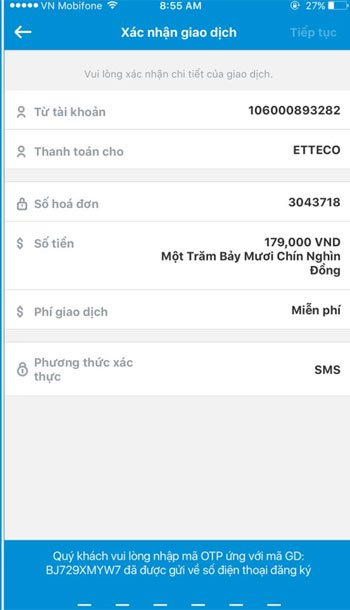 VN Mobifone 8:55 AM 27%
Xác nhận giao dịch Tiếp tục
Vui lòng xác nhận chi tiết của giao dịch.
Từ tài khoản 106000893282
Thanh toán cho ETTECO
Số hoá đơn 3043718
Số tiền 179,000 VND
Một Trăm Bảy Mươi Chín Nghìn
Đồng
Phí giao dịch Miễn phí
Phương thức xác
thực SMS
Quý khách vui lòng nhập mã OTP ứng với mã GD:
BJ729XMYW7 đã được gửi về số điện thoại đăng ký